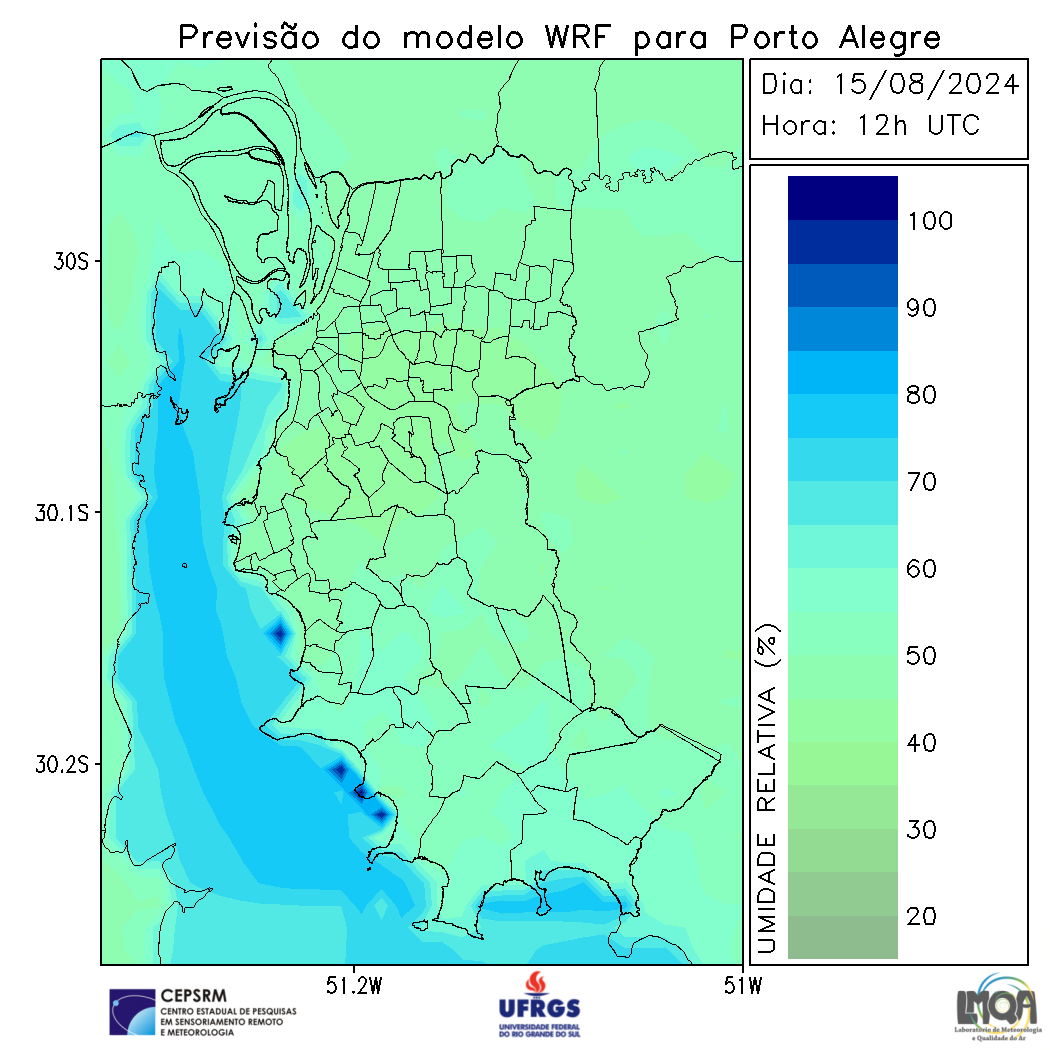 Previsão do modelo WRF para Porto Alegre
Dia: 15/08/2024
Hora: 12h UTC
30S
30.1S
30.2S
51.2W
51W
UMIDADE RELATIVA (%)
100
90
80
70
60
50
40
30
20
CEPSRM
CENTRO ESTADUAL DE PESQUISAS
EM SENSORIAMENTO REMOTO
E METEOROLOGIA
UFRGS
UNIVERSIDADE FEDERAL
DO RIO GRANDE DO SUL
LMQA
Laboratório de Meteorologia
e Qualidade do Ar